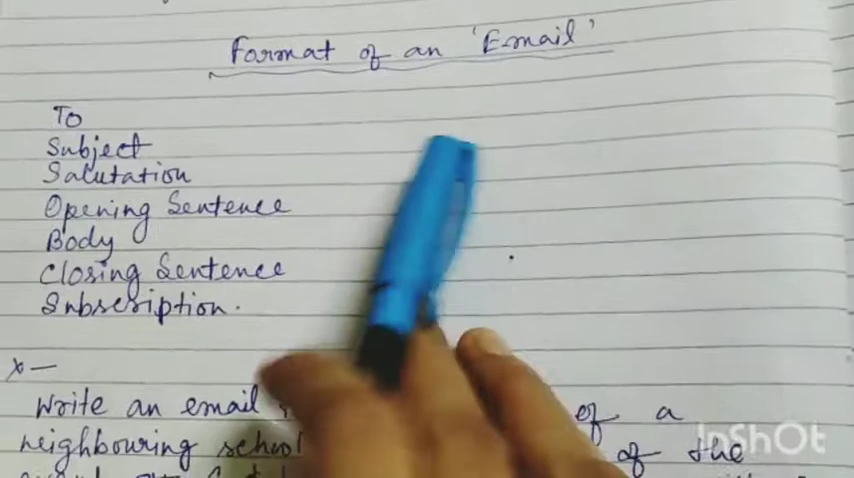 Format of an 'Email'
To
Subject
Salutation
Opening Sentence
Body
Closing Sentence
Subscription.
x—
Write an email of a
neighbouring school of the
InShOt